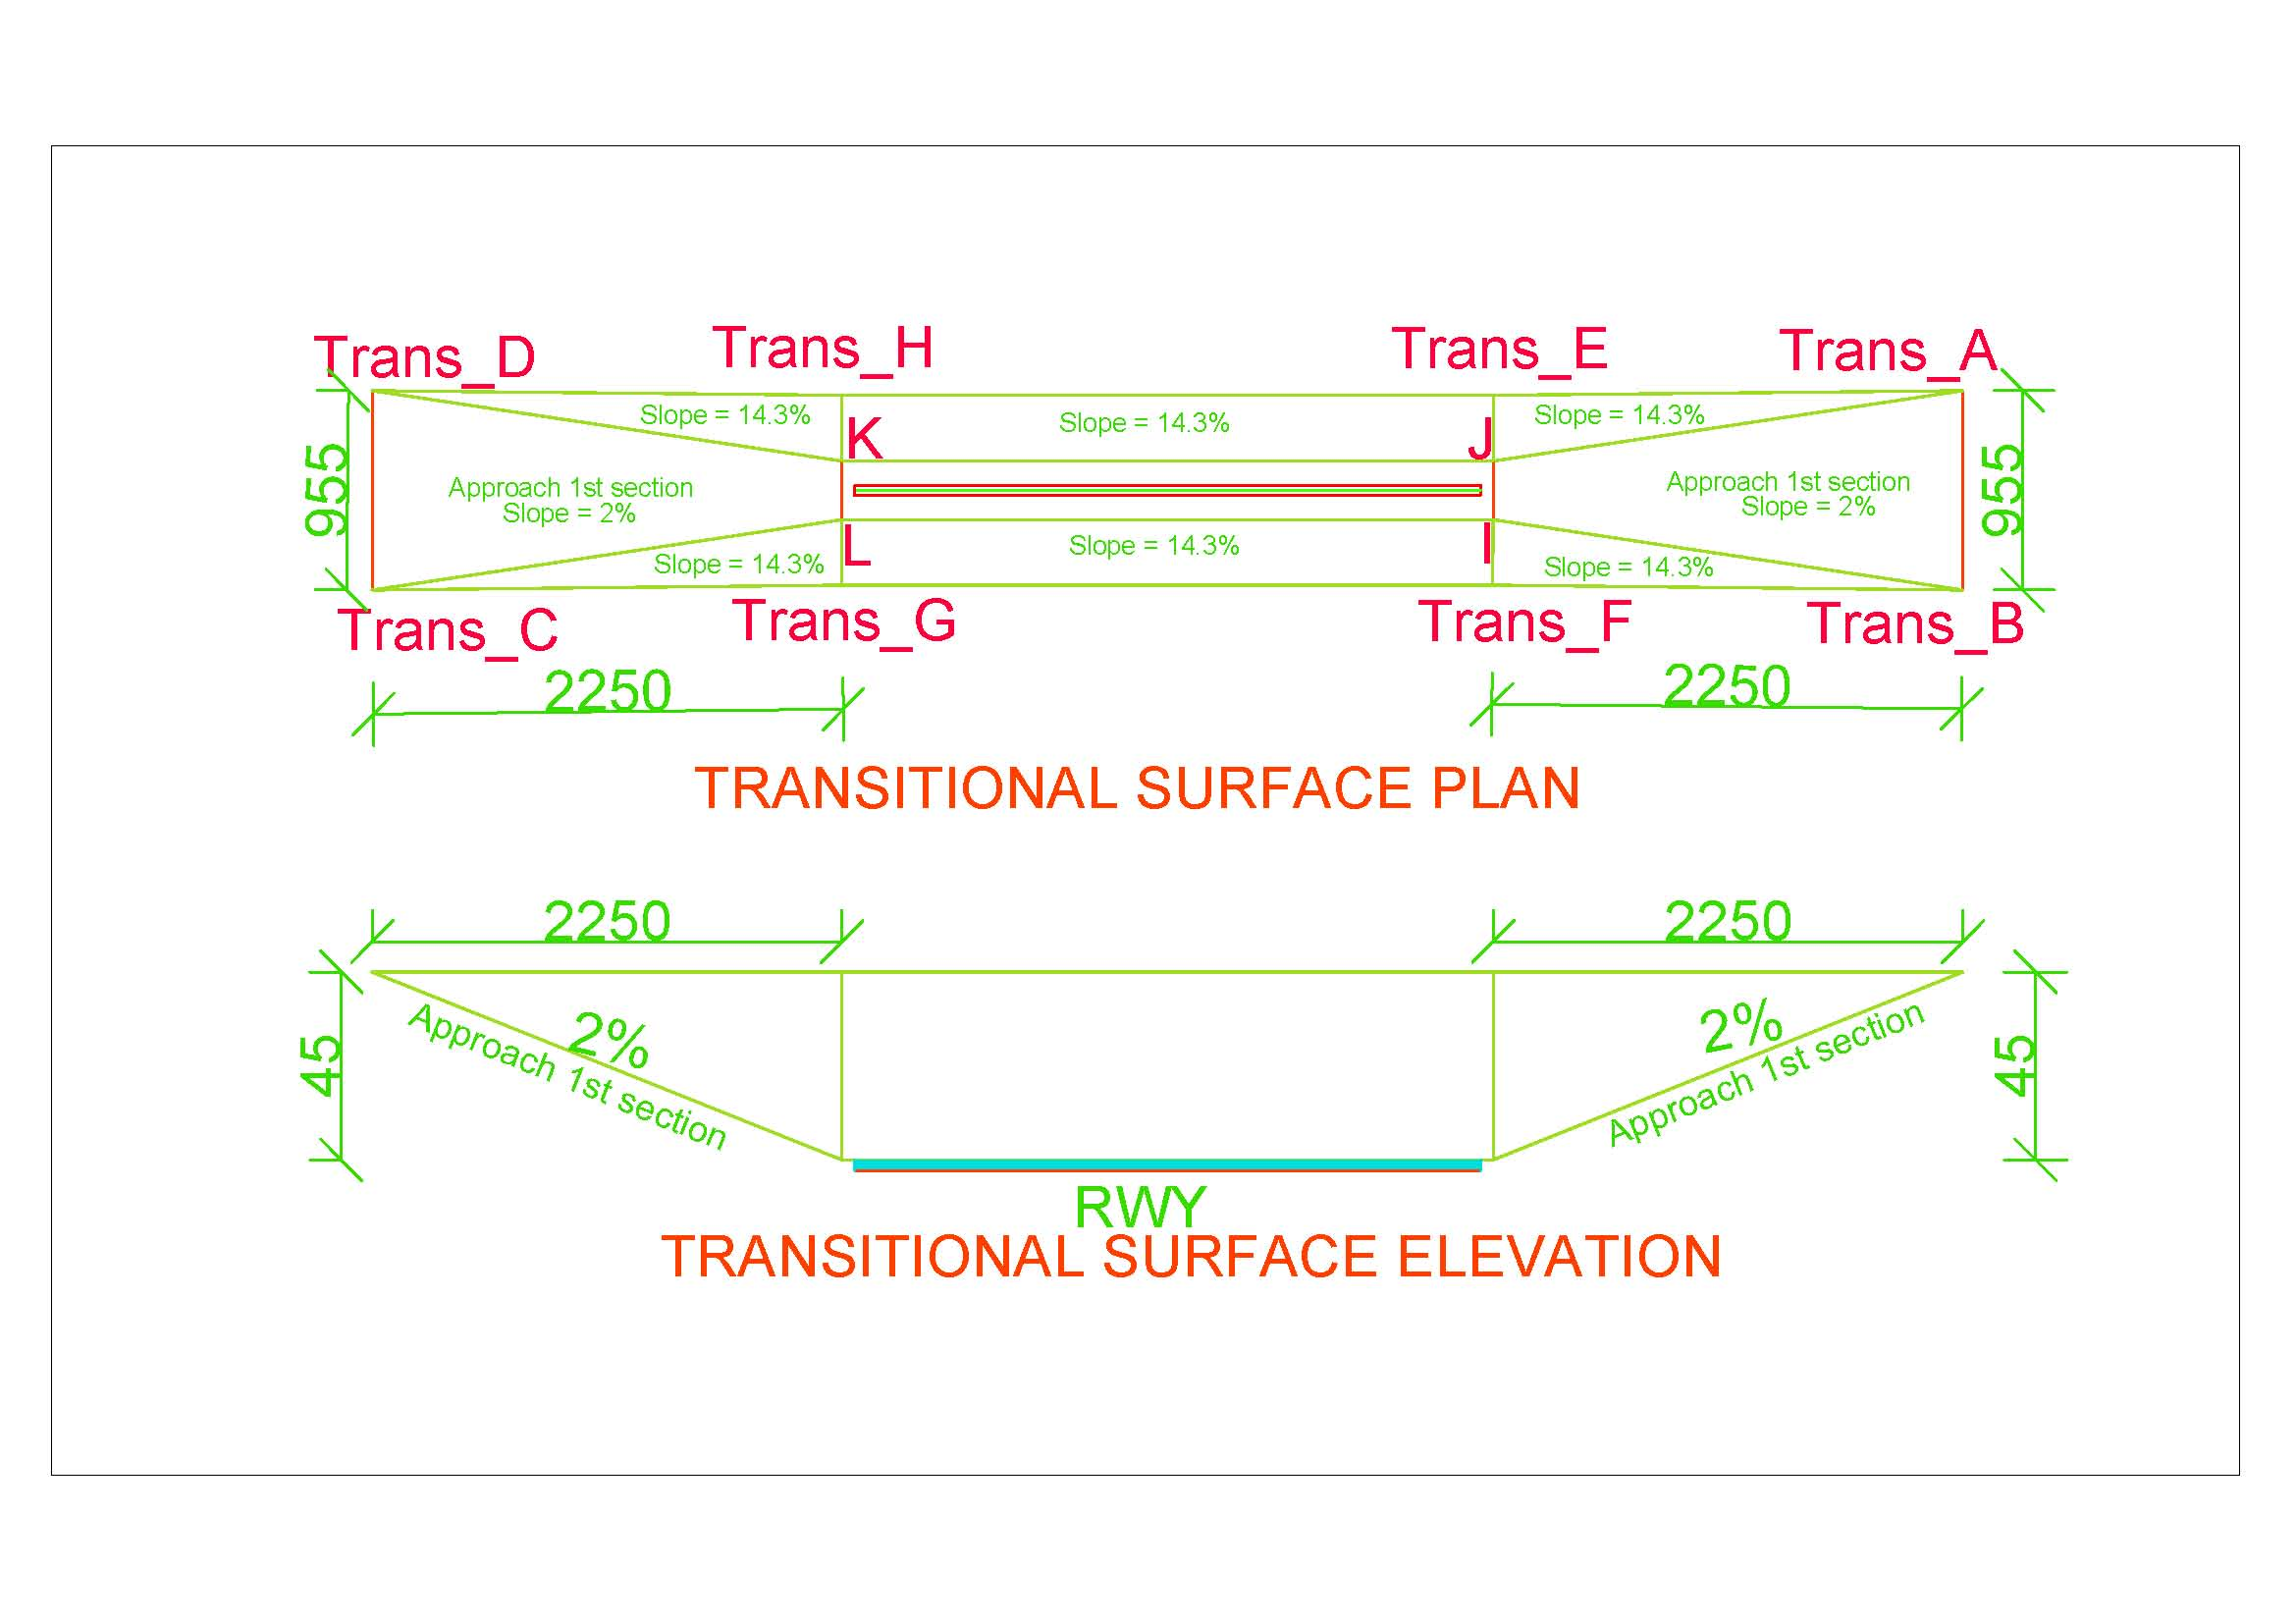 Trans_D
Trans_H
Trans_E
Trans_A
Slope = 14.3%
Slope = 14.3%
Slope = 14.3%
K
J
955
Approach 1st section
Slope = 2%
Approach 1st section
Slope = 2%
955
L
I
Slope = 14.3%
Slope = 14.3%
Slope = 14.3%
Trans_C
Trans_G
Trans_F
Trans_B
2250
2250
TRANSITIONAL SURFACE PLAN
2250
2250
45
2%
Approach 1st section
2%
Approach 1st section
45
RWY
TRANSITIONAL SURFACE ELEVATION